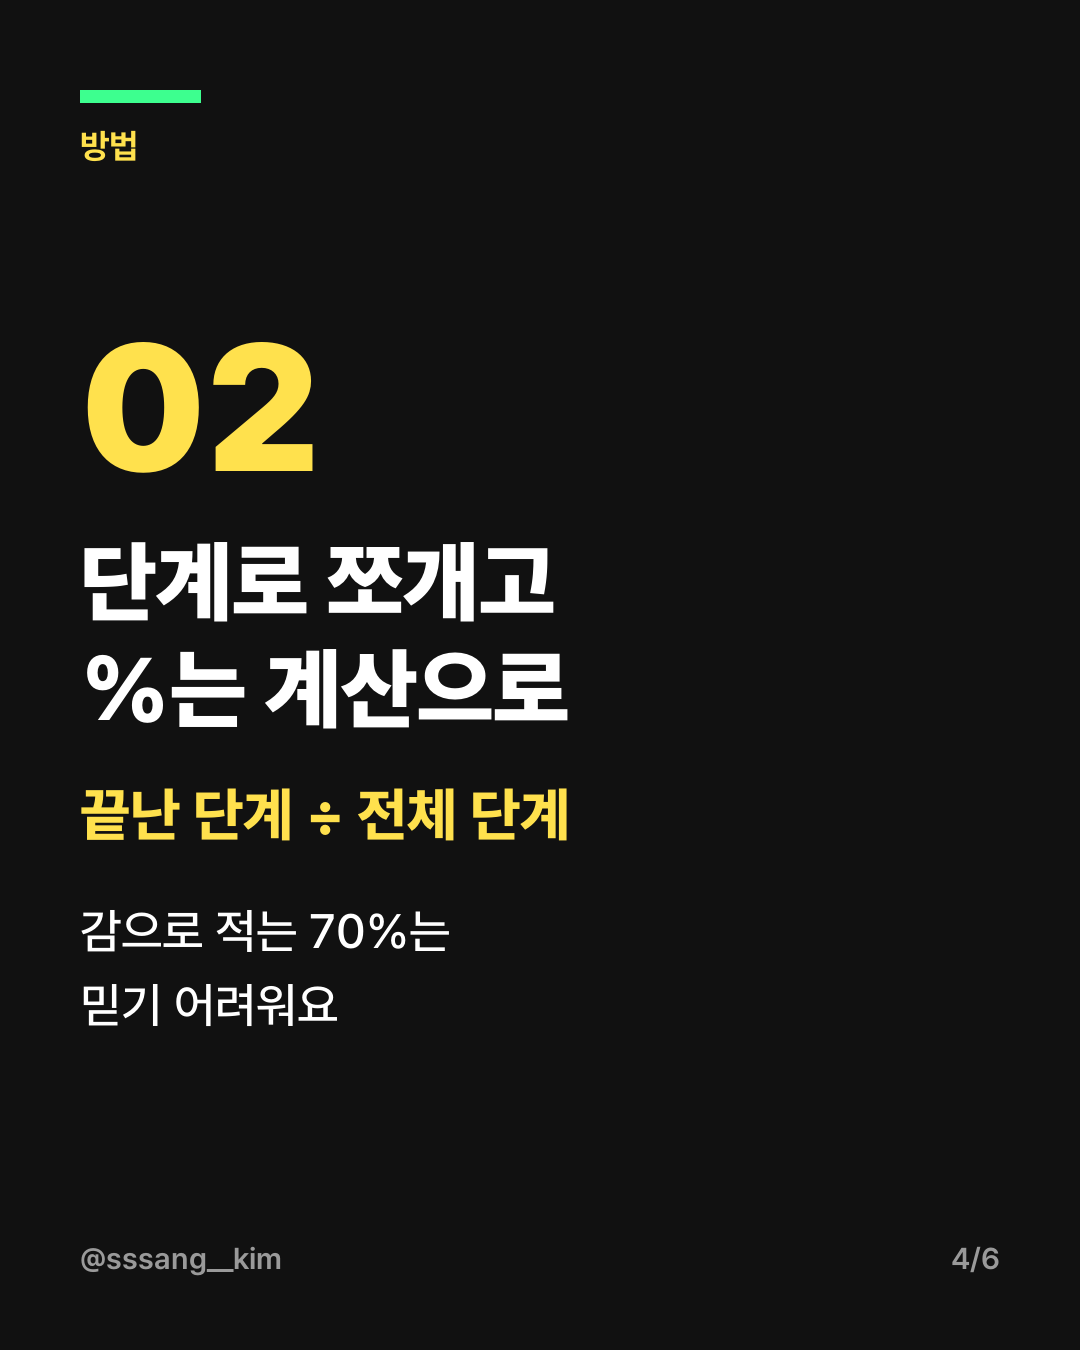 방법
02
단계로 쪼개고
%는 계산으로
끝난 단계 ÷ 전체 단계
감으로 적는 70%는
믿기 어려워요
@sssang__kim
4/6